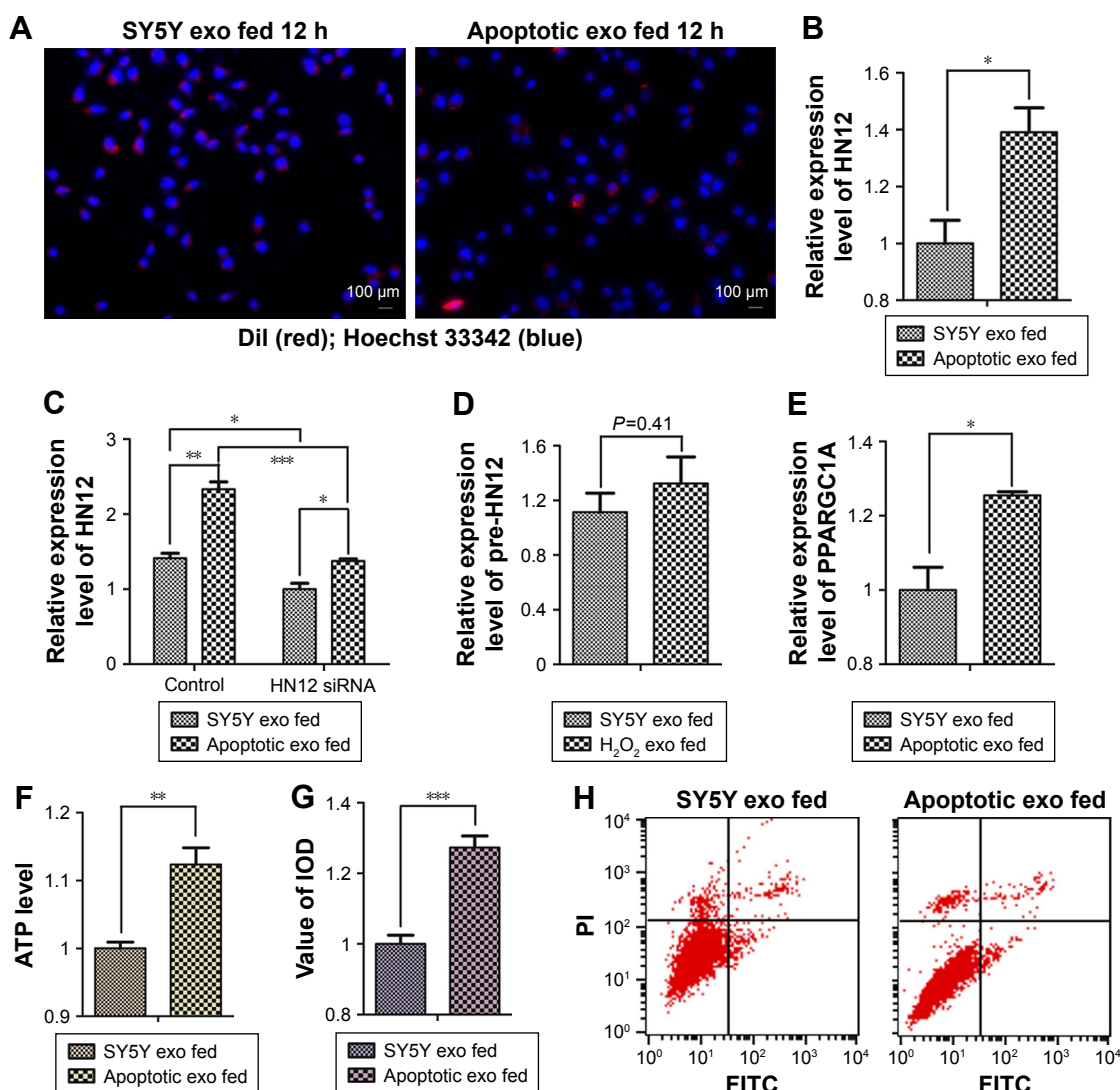 A
SY5Y exo fed 12 h
Apoptotic exo fed 12 h
100 µm
100 µm
Dil (red); Hoechst 33342 (blue)
B
Relative expression
level of HN12
1.6
1.4
1.2
1
0.8
*
SY5Y exo fed
Apoptotic exo fed
C
Relative expression
level of HN12
3
2
1
0
*
**
***
*
Control
HN12 siRNA
SY5Y exo fed
Apoptotic exo fed
D
Relative expression
level of pre-HN12
1.6
1.2
0.8
0.4
0
P=0.41
SY5Y exo fed
H₂O₂ exo fed
E
Relative expression
level of PPARGC1A
1.4
1.2
1
0.8
*
SY5Y exo fed
Apoptotic exo fed
F
ATP level
1.2
1.1
1
0.9
**
SY5Y exo fed
Apoptotic exo fed
G
Value of IOD
1.4
1.2
1
0.8
***
SY5Y exo fed
Apoptotic exo fed
H
SY5Y exo fed
Apoptotic exo fed
PI
10⁴
10³
10²
10¹
10⁰
10⁰ 10¹ 10² 10³ 10⁴
FITC
10⁰ 10¹ 10² 10³ 10⁴
FITC